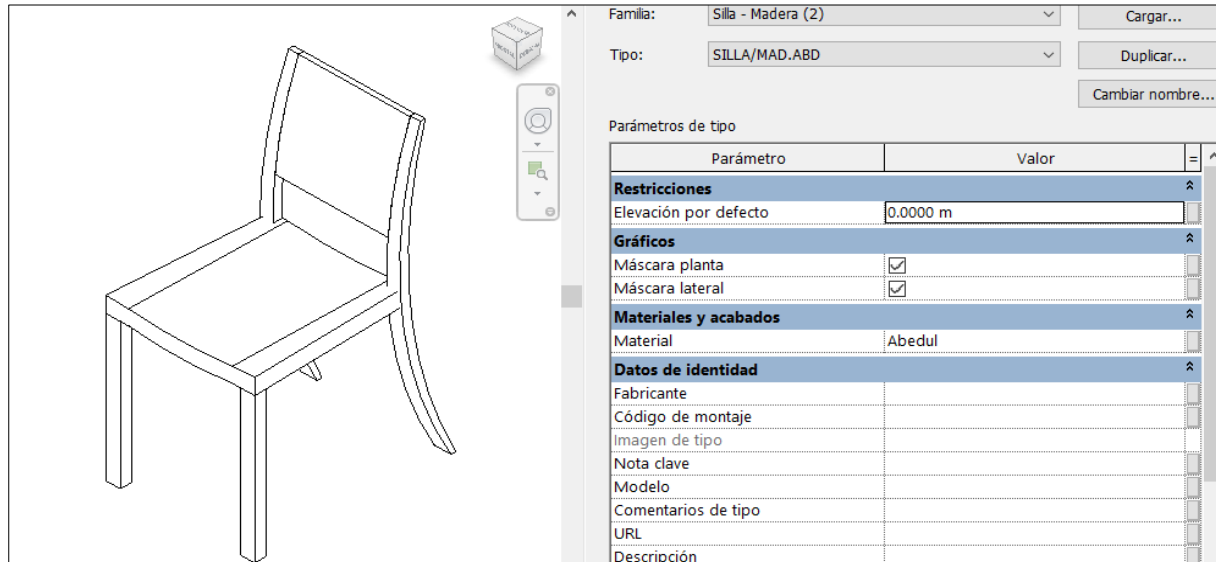 Familia: Silla - Madera (2) Cargar...
Tipo: SILLA/MAD.ABD Duplicar...
Cambiar nombre...
Parámetros de tipo
Parámetro Valor =
Restricciones
Elevación por defecto 0.0000 m
Gráficos
Máscara planta
Máscara lateral
Materiales y acabados
Material Abedul
Datos de identidad
Fabricante
Código de montaje
Imagen de tipo
Nota clave
Modelo
Comentarios de tipo
URL
Descripción